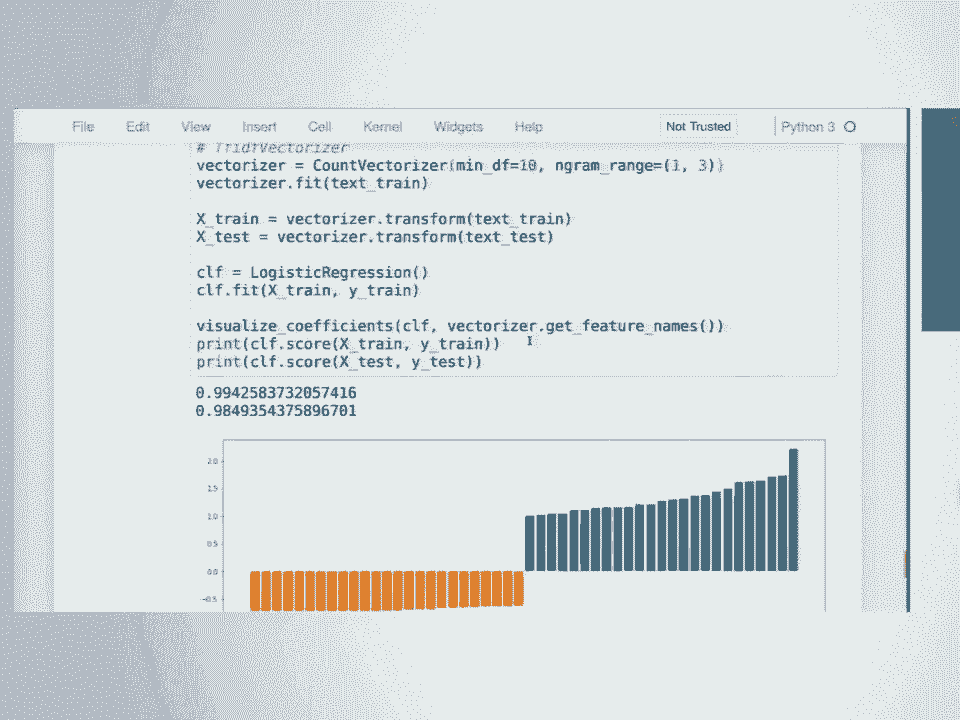 File Edit View Insert Cell Kernel Widgets Help Not Trusted Python 3
# TfidfVectorizer
vectorizer = CountVectorizer(min_df=10, ngram_range=(1, 3))
vectorizer.fit(text_train)
X_train = vectorizer.transform(text_train)
X_test = vectorizer.transform(text_test)
clf = LogisticRegression()
clf.fit(X_train, y_train)
visualize_coefficients(clf, vectorizer.get_feature_names())
print(clf.score(X_train, y_train))
print(clf.score(X_test, y_test))
0.9942583732057416
0.9849354375896701
2.0
1.5
1.0
0.5
0.0
−0.5